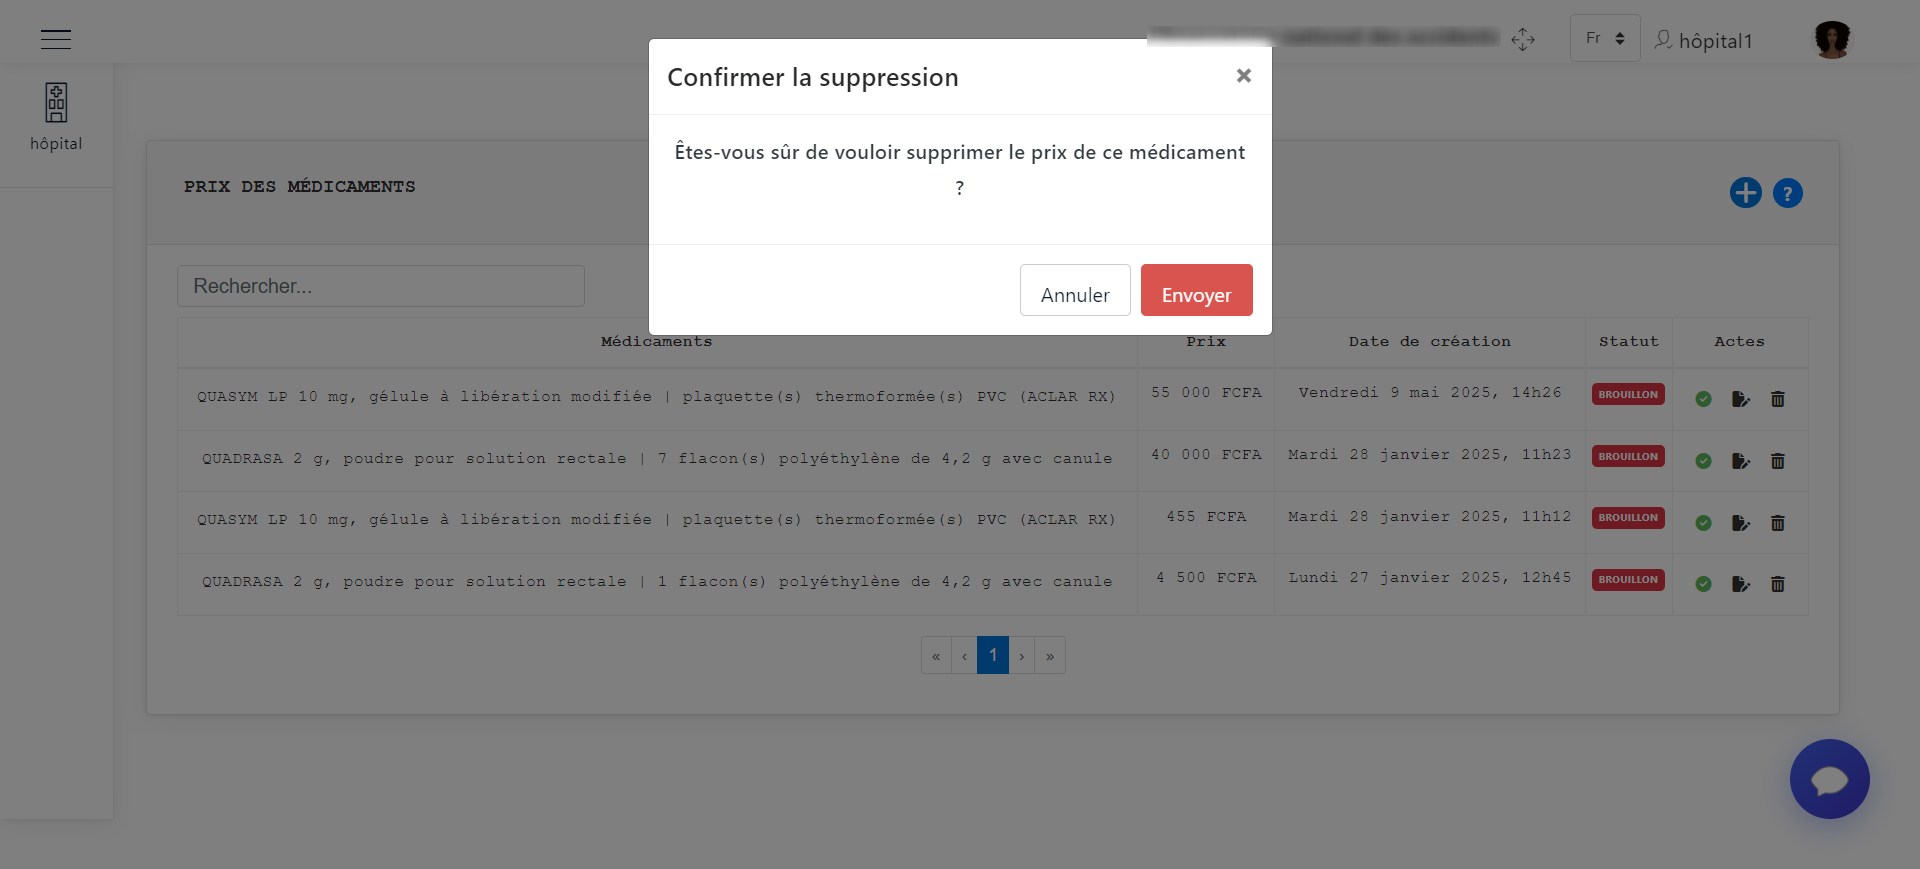 Fr
hôpital1
hôpital
Confirmer la suppression
×
Êtes-vous sûr de vouloir supprimer le prix de ce médicament
?
Annuler
Envoyer
PRIX DES MÉDICAMENTS
?
Rechercher...
Médicaments Prix Date de création Statut Actes
QUASYM LP 10 mg, gélule à libération modifiée | plaquette(s) thermoformée(s) PVC (ACLAR RX) 55 000 FCFA Vendredi 9 mai 2025, 14h26 BROUILLON
QUADRASA 2 g, poudre pour solution rectale | 7 flacon(s) polyéthylène de 4,2 g avec canule 40 000 FCFA Mardi 28 janvier 2025, 11h23 BROUILLON
QUASYM LP 10 mg, gélule à libération modifiée | plaquette(s) thermoformée(s) PVC (ACLAR RX) 455 FCFA Mardi 28 janvier 2025, 11h12 BROUILLON
QUADRASA 2 g, poudre pour solution rectale | 1 flacon(s) polyéthylène de 4,2 g avec canule 4 500 FCFA Lundi 27 janvier 2025, 12h45 BROUILLON
« ‹ 1 › »